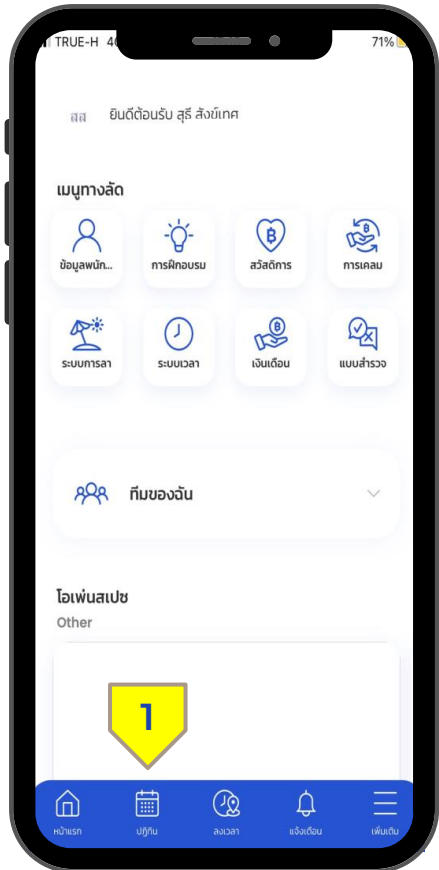 TRUE-H 4
71%
สส ยินดีต้อนรับ สุธี สังข์เทศ
เมนูทางลัด
ข้อมูลพนัก... การฝึกอบรม สวัสดิการ การเคลม
ระบบการลา ระบบเวลา เงินเดือน แบบสำรวจ
ทีมของฉัน
โอเพ่นสเปซ
Other
1
หน้าแรก ปฎิทิน ลงเวลา แจ้งเตือน เพิ่มเติม